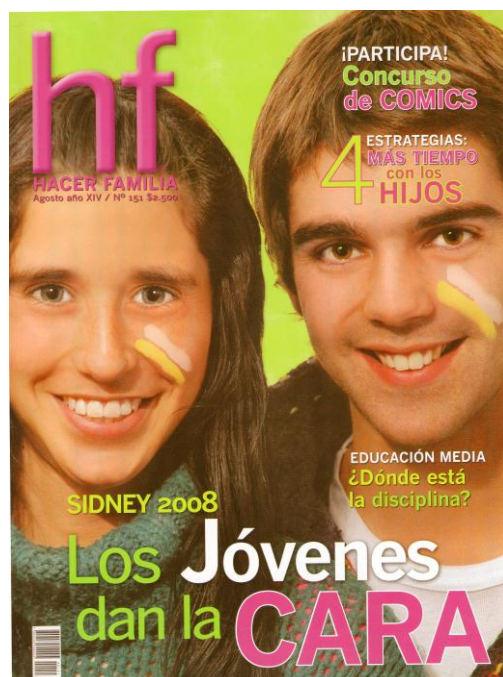 hf
HACER FAMILIA
Agosto año XIV / Nº 151 $2.500
¡PARTICIPA!
Concurso
de COMICS
4
ESTRATEGIAS:
MÁS TIEMPO
con los
HIJOS
EDUCACIÓN MEDIA
¿Dónde está
la disciplina?
SIDNEY 2008
Los Jóvenes
dan la CARA